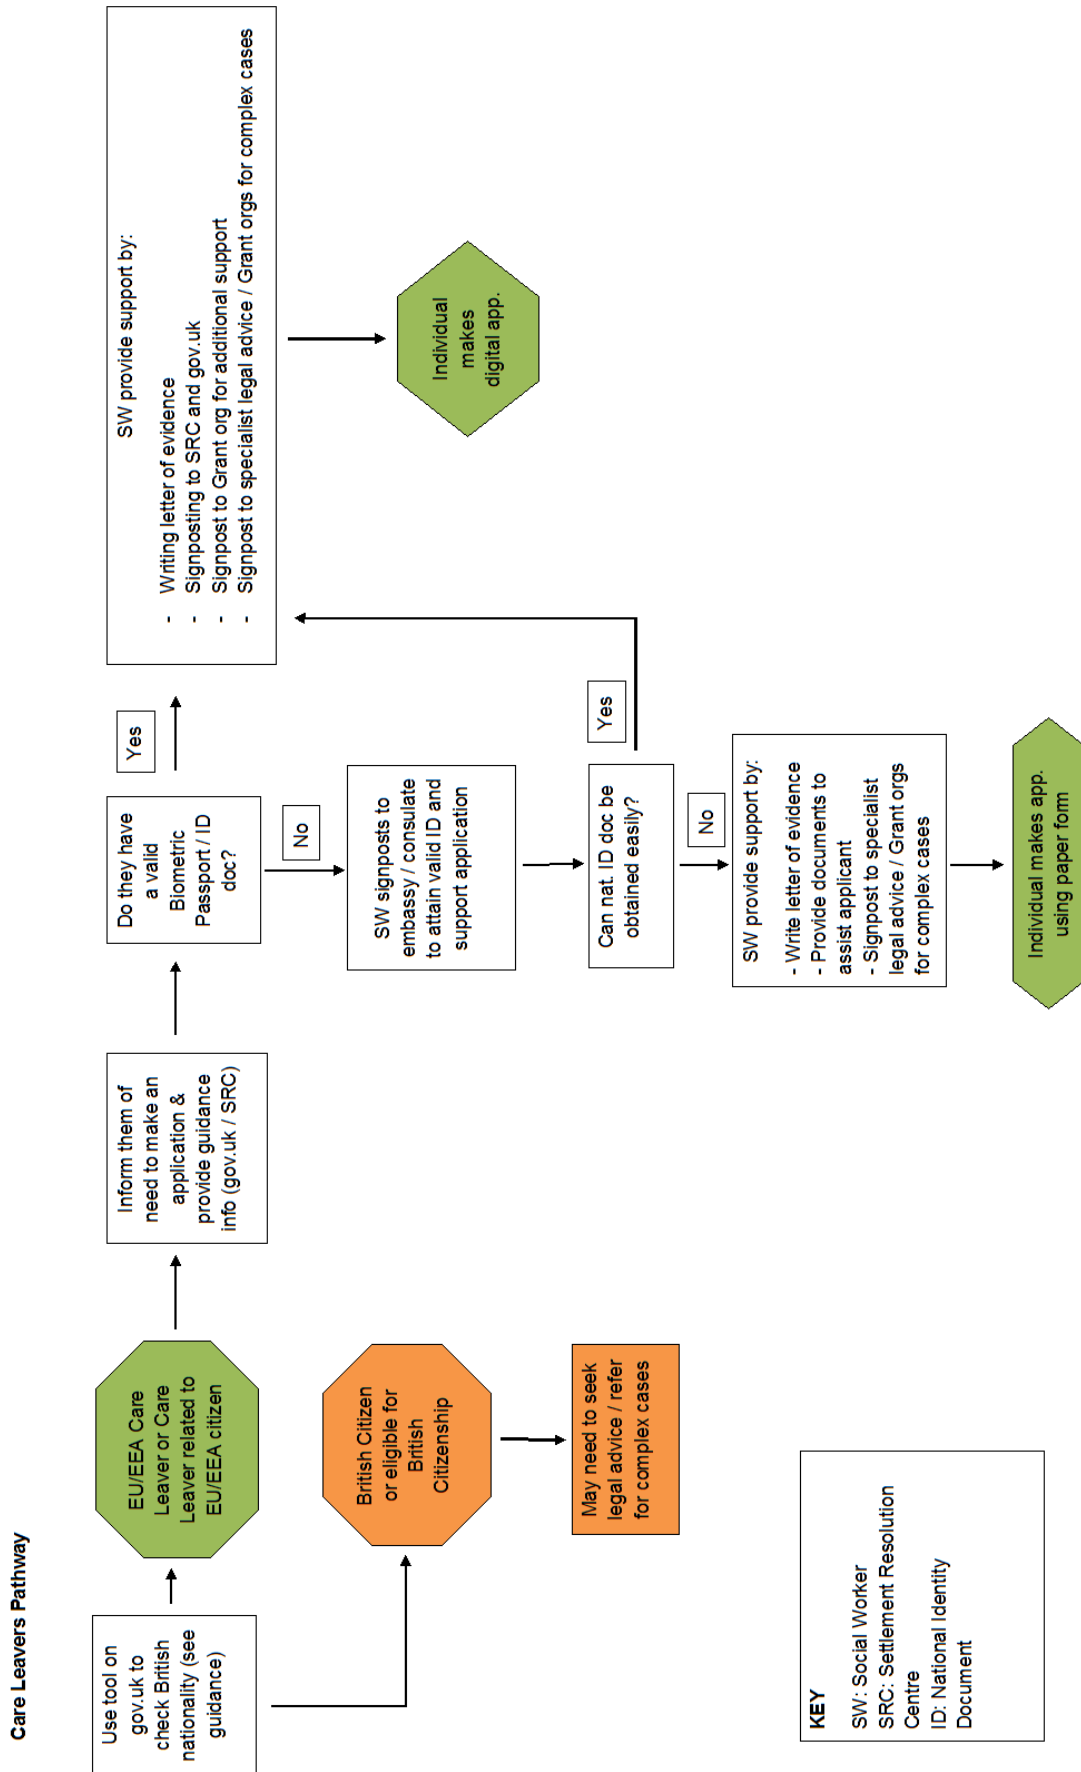 Care Leavers Pathway
Use tool on
gov.uk to
check British
nationality (see
guidance)
EU/EEA Care
Leaver or Care
Leaver related to
EU/EEA citizen
Inform them of
need to make an
application &
provide guidance
info (gov.uk / SRC)
Do they have
a valid
Biometric
Passport / ID
doc?
Yes
SW provide support by:
- Writing letter of evidence
- Signposting to SRC and gov.uk
- Signpost to Grant org for additional support
- Signpost to specialist legal advice / Grant orgs for complex cases
Individual
makes
digital app.
No
SW signposts to
embassy / consulate
to attain valid ID and
support application
Can nat. ID doc be
obtained easily?
Yes
No
SW provide support by:
- Write letter of evidence
- Provide documents to
assist applicant
- Signpost to specialist
legal advice / Grant orgs
for complex cases
Individual makes app.
using paper form
British Citizen
or eligible for
British
Citizenship
May need to seek
legal advice / refer
for complex cases
KEY
SW: Social Worker
SRC: Settlement Resolution
Centre
ID: National Identity
Document